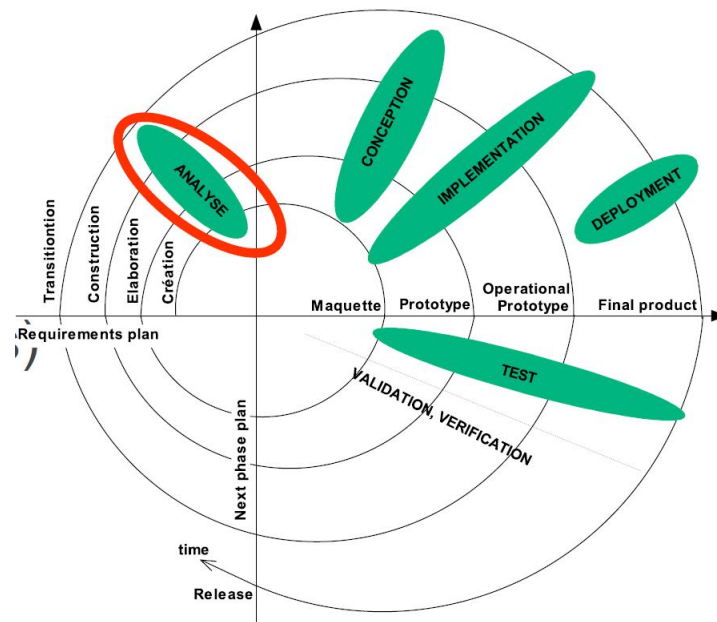 CONCEPTION
IMPLEMENTATION
ANALYSE
DEPLOYMENT
Transitiontion
Construction
Elaboration
Création
Maquette
Prototype
Operational
Prototype
Final product
Requirements plan
TEST
VALIDATION, VERIFICATION
Next phase plan
time
Release